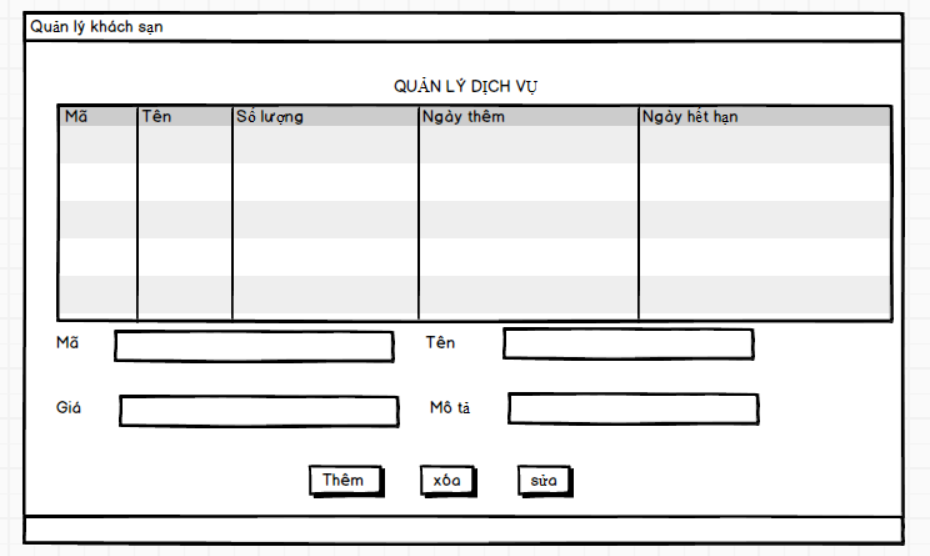 Quản lý khách sạn
QUẢN LÝ DỊCH VỤ
Mã Tên Số lượng Ngày thêm Ngày hết hạn
Mã Tên
Giá Mô tả
Thêm xóa sửa